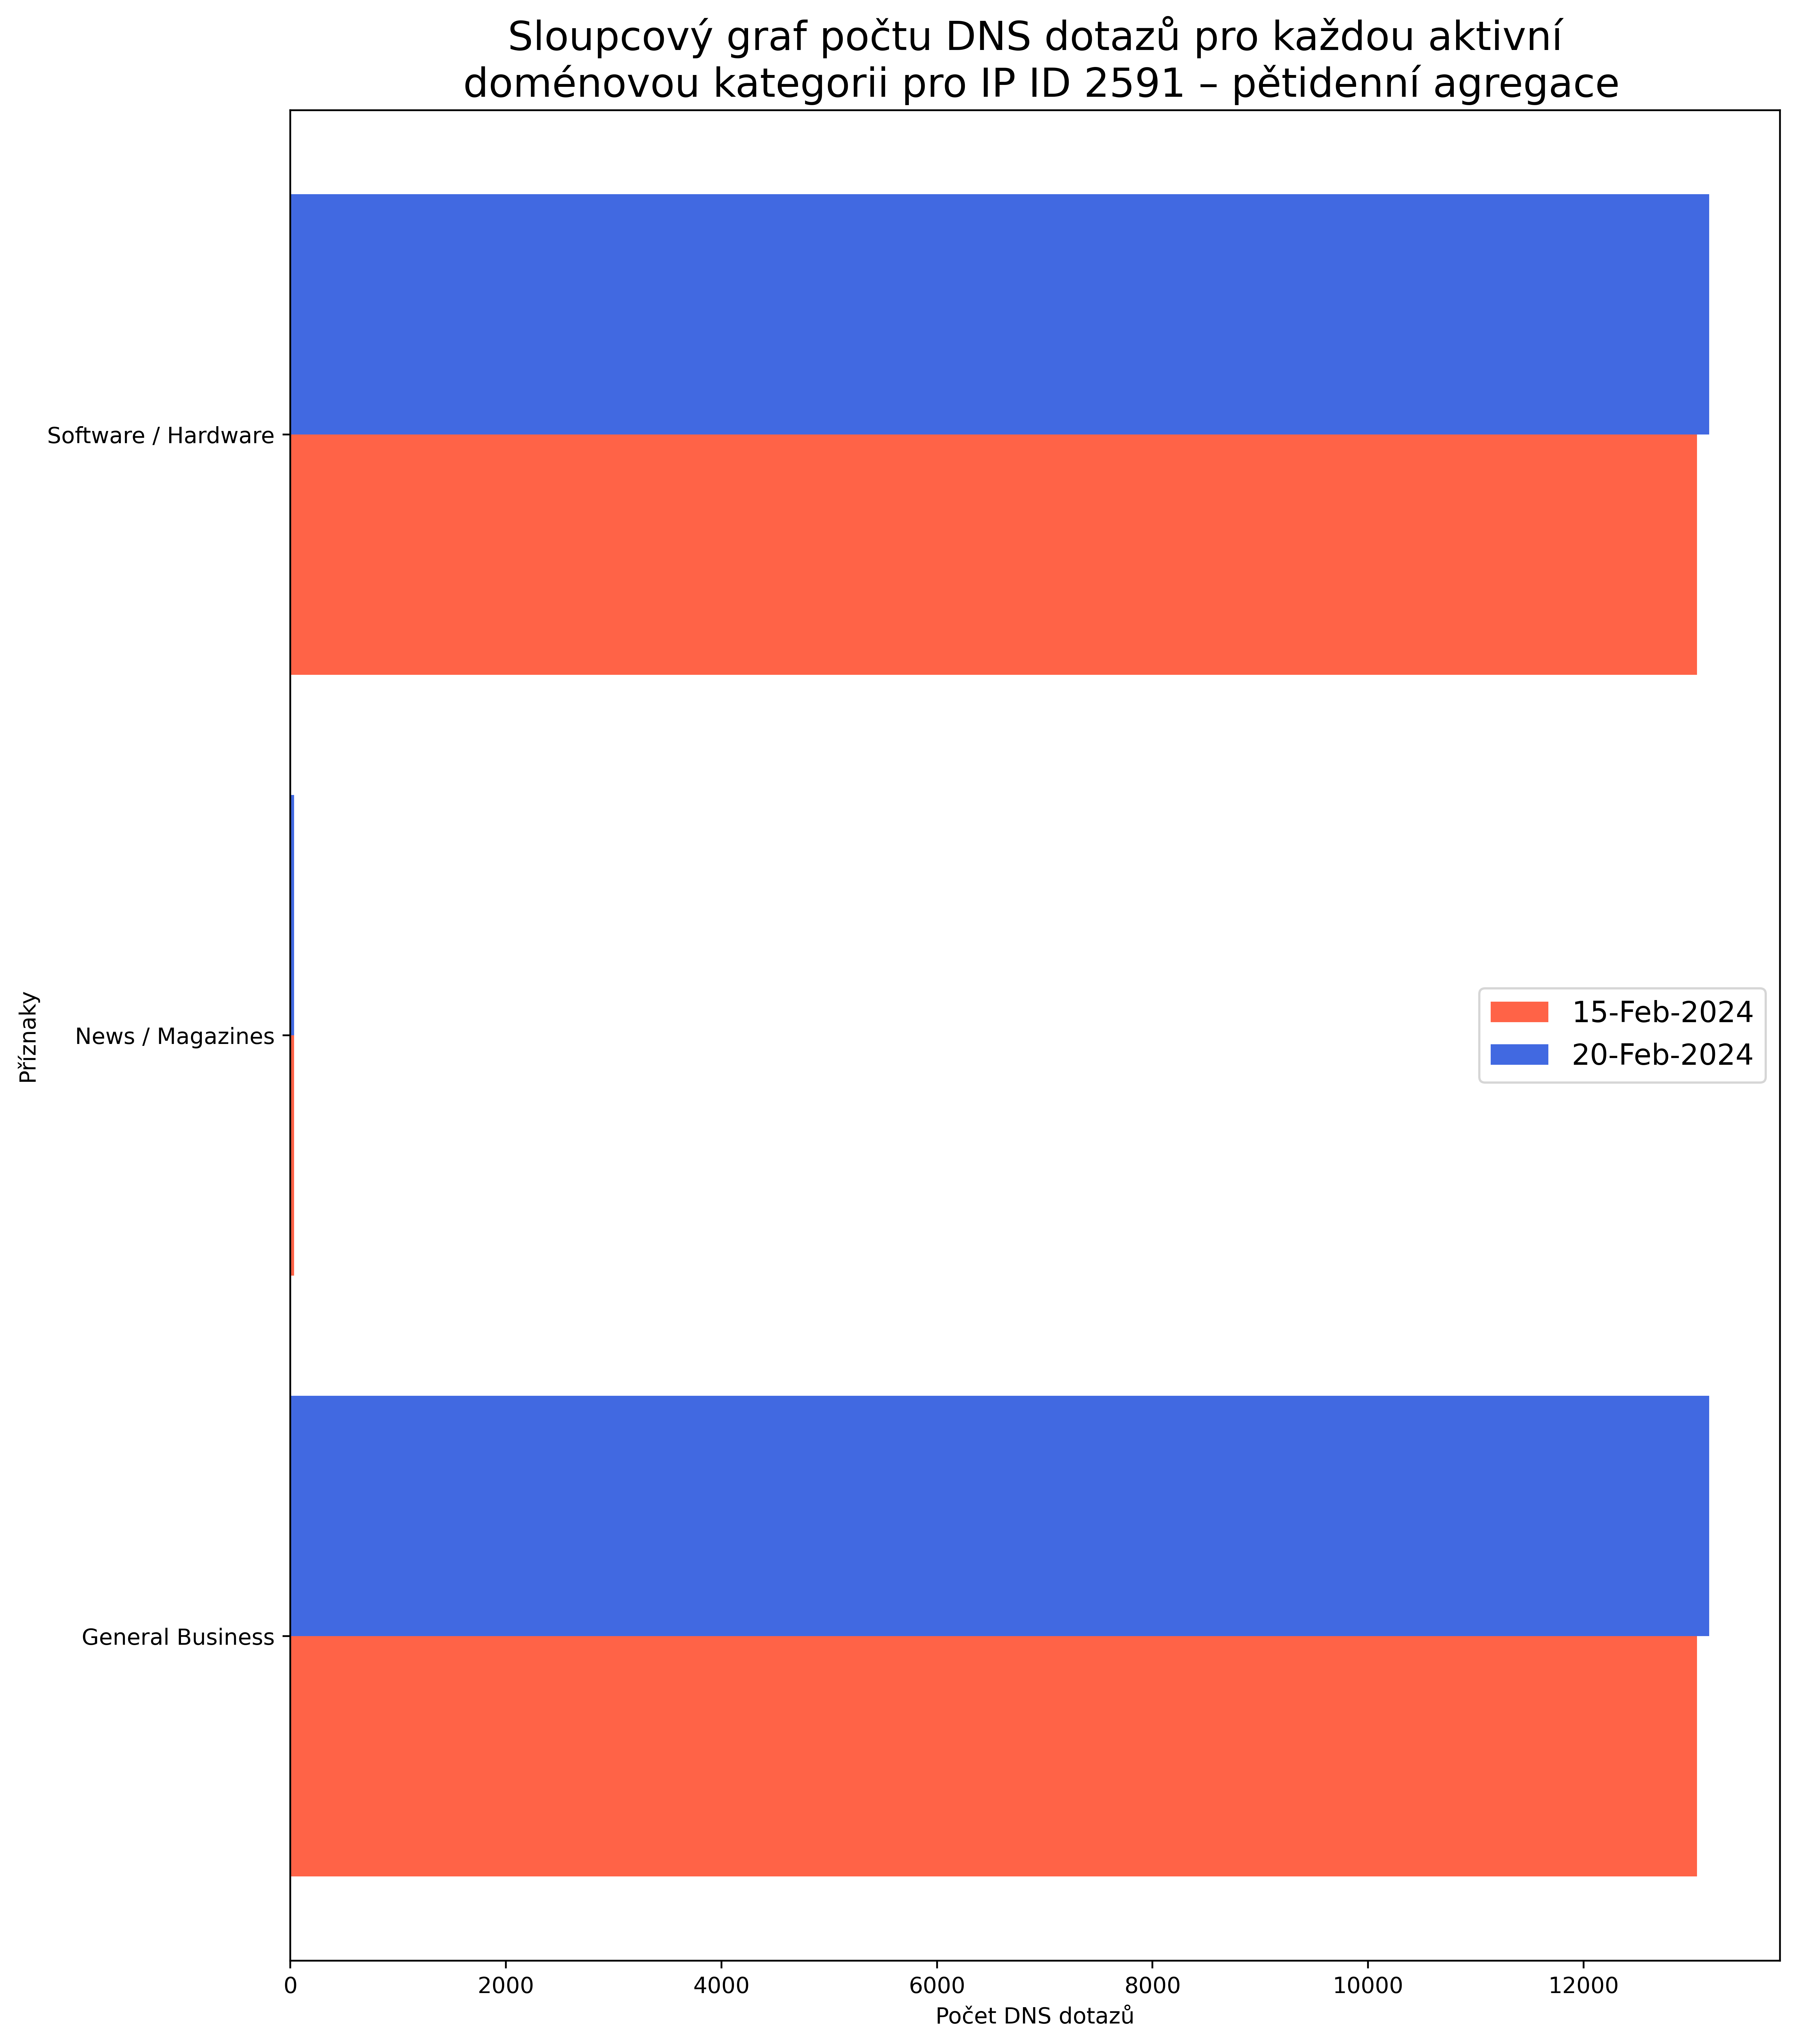 Sloupcový graf počtu DNS dotazů pro každou aktivní
doménovou kategorii pro IP ID 2591 – pětidenní agregace
Příznaky
Software / Hardware
News / Magazines
General Business
15-Feb-2024
20-Feb-2024
0 2000 4000 6000 8000 10000 12000
Počet DNS dotazů